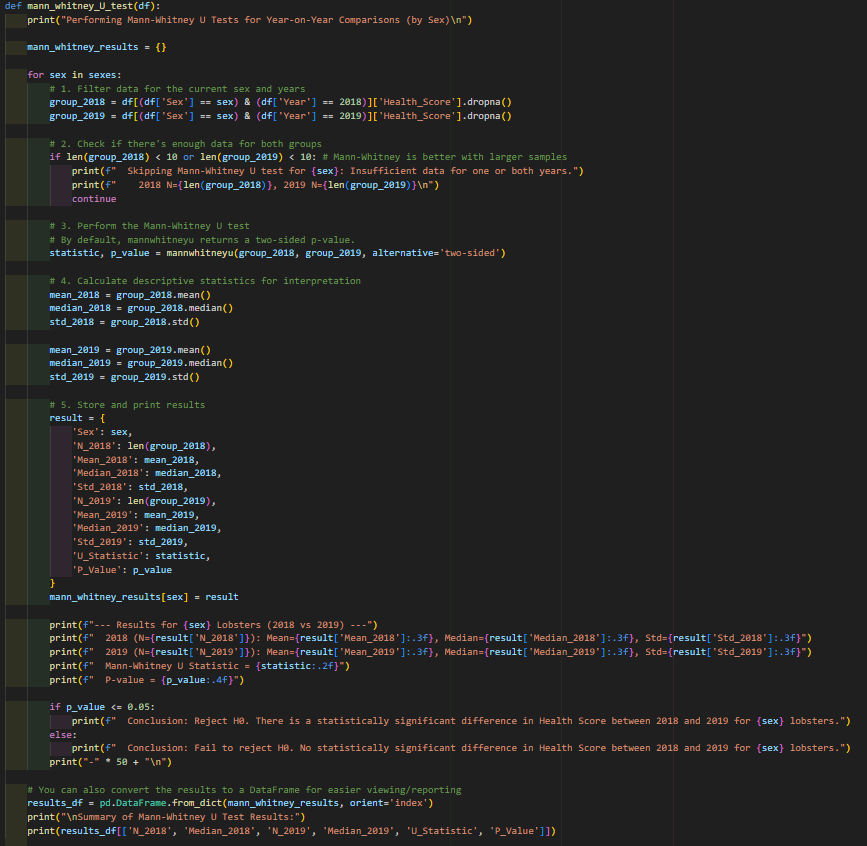 def mann_whitney_U_test(df):
    print("Performing Mann-Whitney U Tests for Year-on-Year Comparisons (by Sex)\n")

    mann_whitney_results = {}

    for sex in sexes:
        # 1. Filter data for the current sex and years
        group_2018 = df[(df['Sex'] == sex) & (df['Year'] == 2018)]['Health_Score'].dropna()
        group_2019 = df[(df['Sex'] == sex) & (df['Year'] == 2019)]['Health_Score'].dropna()

        # 2. Check if there's enough data for both groups
        if len(group_2018) < 10 or len(group_2019) < 10: # Mann-Whitney is better with larger samples
            print(f"  Skipping Mann-Whitney U test for {sex}: Insufficient data for one or both years.")
            print(f"    2018 N={len(group_2018)}, 2019 N={len(group_2019)}\n")
            continue

        # 3. Perform the Mann-Whitney U test
        # By default, mannwhitneyu returns a two-sided p-value.
        statistic, p_value = mannwhitneyu(group_2018, group_2019, alternative='two-sided')

        # 4. Calculate descriptive statistics for interpretation
        mean_2018 = group_2018.mean()
        median_2018 = group_2018.median()
        std_2018 = group_2018.std()

        mean_2019 = group_2019.mean()
        median_2019 = group_2019.median()
        std_2019 = group_2019.std()

        # 5. Store and print results
        result = {
            'Sex': sex,
            'N_2018': len(group_2018),
            'Mean_2018': mean_2018,
            'Median_2018': median_2018,
            'Std_2018': std_2018,
            'N_2019': len(group_2019),
            'Mean_2019': mean_2019,
            'Median_2019': median_2019,
            'Std_2019': std_2019,
            'U_Statistic': statistic,
            'P_Value': p_value
        }
        mann_whitney_results[sex] = result

        print(f"--- Results for {sex} Lobsters (2018 vs 2019) ---")
        print(f"  2018 (N={result['N_2018']}): Mean={result['Mean_2018']:.3f}, Median={result['Median_2018']:.3f}, Std={result['Std_2018']:.3f}")
        print(f"  2019 (N={result['N_2019']}): Mean={result['Mean_2019']:.3f}, Median={result['Median_2019']:.3f}, Std={result['Std_2019']:.3f}")
        print(f"  Mann-Whitney U Statistic = {statistic:.2f}")
        print(f"  P-value = {p_value:.4f}")

        if p_value <= 0.05:
            print(f"  Conclusion: Reject H0. There is a statistically significant difference in Health Score between 2018 and 2019 for {sex} lobsters.")
        else:
            print(f"  Conclusion: Fail to reject H0. No statistically significant difference in Health Score between 2018 and 2019 for {sex} lobsters.")
        print("-" * 50 + "\n")

    # You can also convert the results to a DataFrame for easier viewing/reporting
    results_df = pd.DataFrame.from_dict(mann_whitney_results, orient='index')
    print("\nSummary of Mann-Whitney U Test Results:")
    print(results_df[['N_2018', 'Median_2018', 'N_2019', 'Median_2019', 'U_Statistic', 'P_Value']])